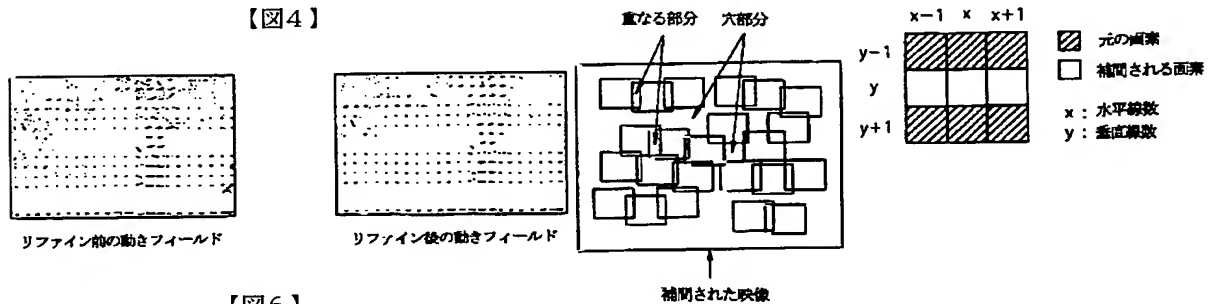 【図4】
重なる部分 穴部分
x-1 x x+1
y-1
y
y+1
元の画素
補間される画素
x : 水平線数
y : 垂直線数
リファイン前の動きフィールド
リファイン後の動きフィールド
補間された映像
【図6】